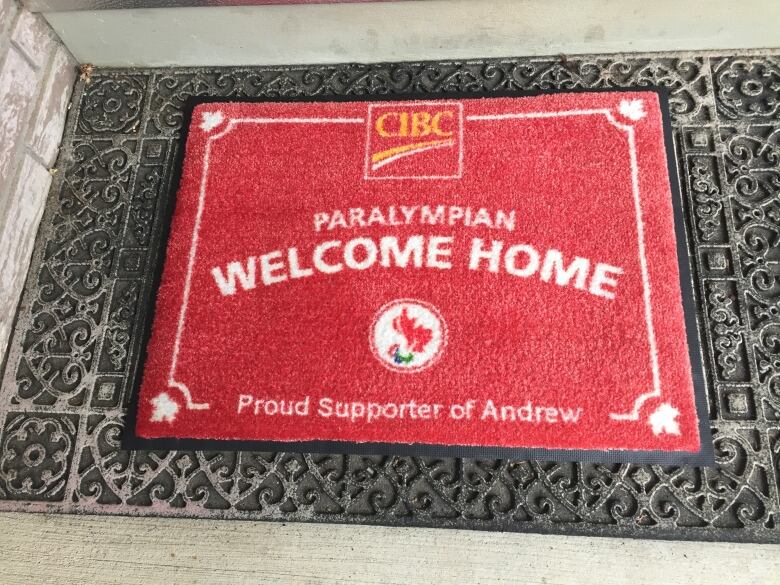 CIBC
PARALYMPIAN
WELCOME HOME
Proud Supporter of Andrew